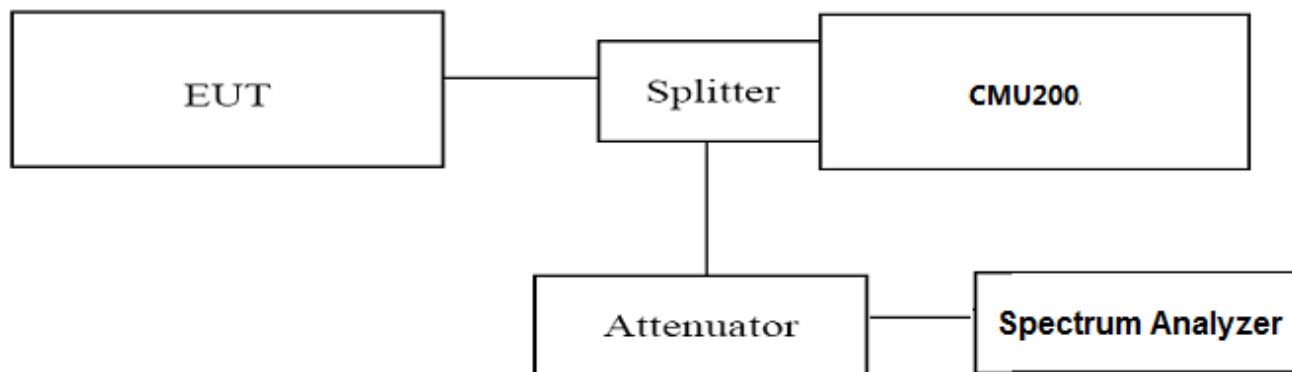 EUT
Splitter
CMU200.
Attenuator
Spectrum Analyzer